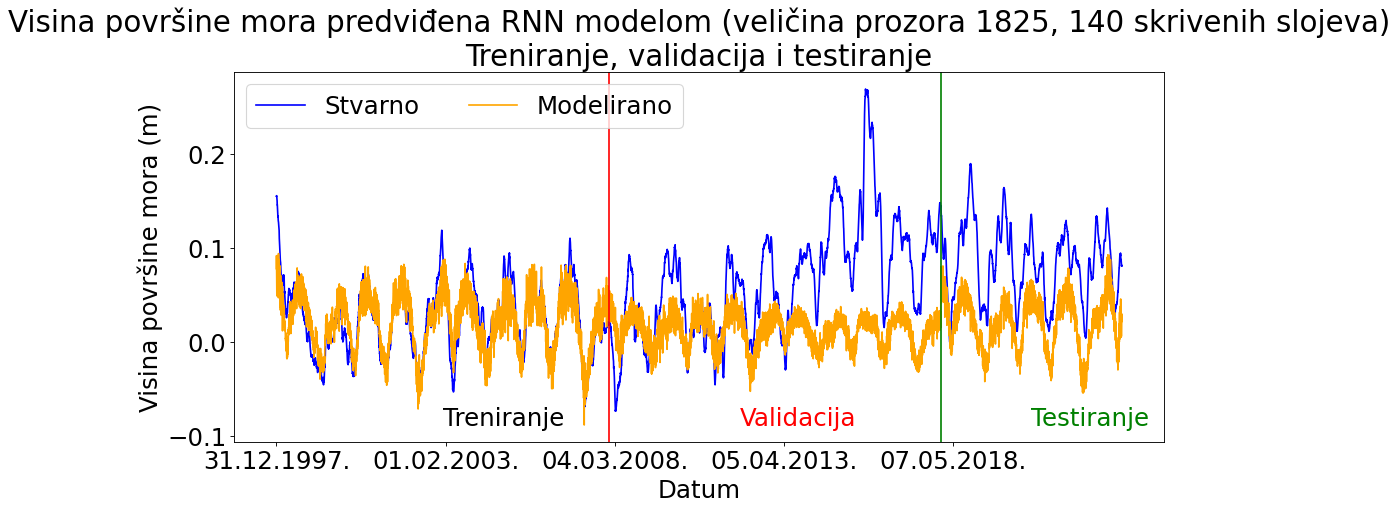 Visina površine mora predviđena RNN modelom (veličina prozora 1825, 140 skrivenih slojeva)
Treniranje, validacija i testiranje
Stvarno
Modelirano
Visina površine mora (m)
0.2
0.1
0.0
−0.1
Treniranje
Validacija
Testiranje
31.12.1997.
01.02.2003.
04.03.2008.
05.04.2013.
07.05.2018.
Datum